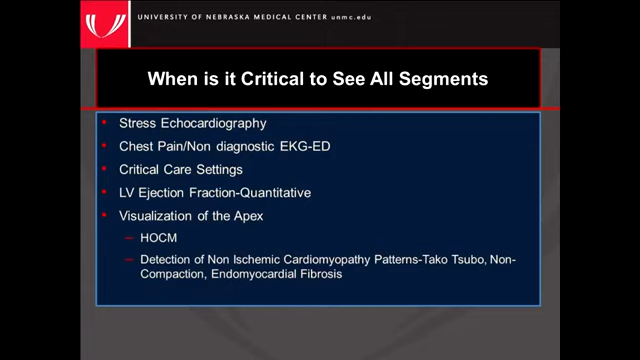 UNIVERSITY OF NEBRASKA MEDICAL CENTER unmc.edu
When is it Critical to See All Segments
• Stress Echocardiography
• Chest Pain/Non diagnostic EKG-ED
• Critical Care Settings
• LV Ejection Fraction-Quantitative
• Visualization of the Apex
– HOCM
– Detection of Non Ischemic Cardiomyopathy Patterns-Tako Tsubo, Non-
Compaction, Endomyocardial Fibrosis